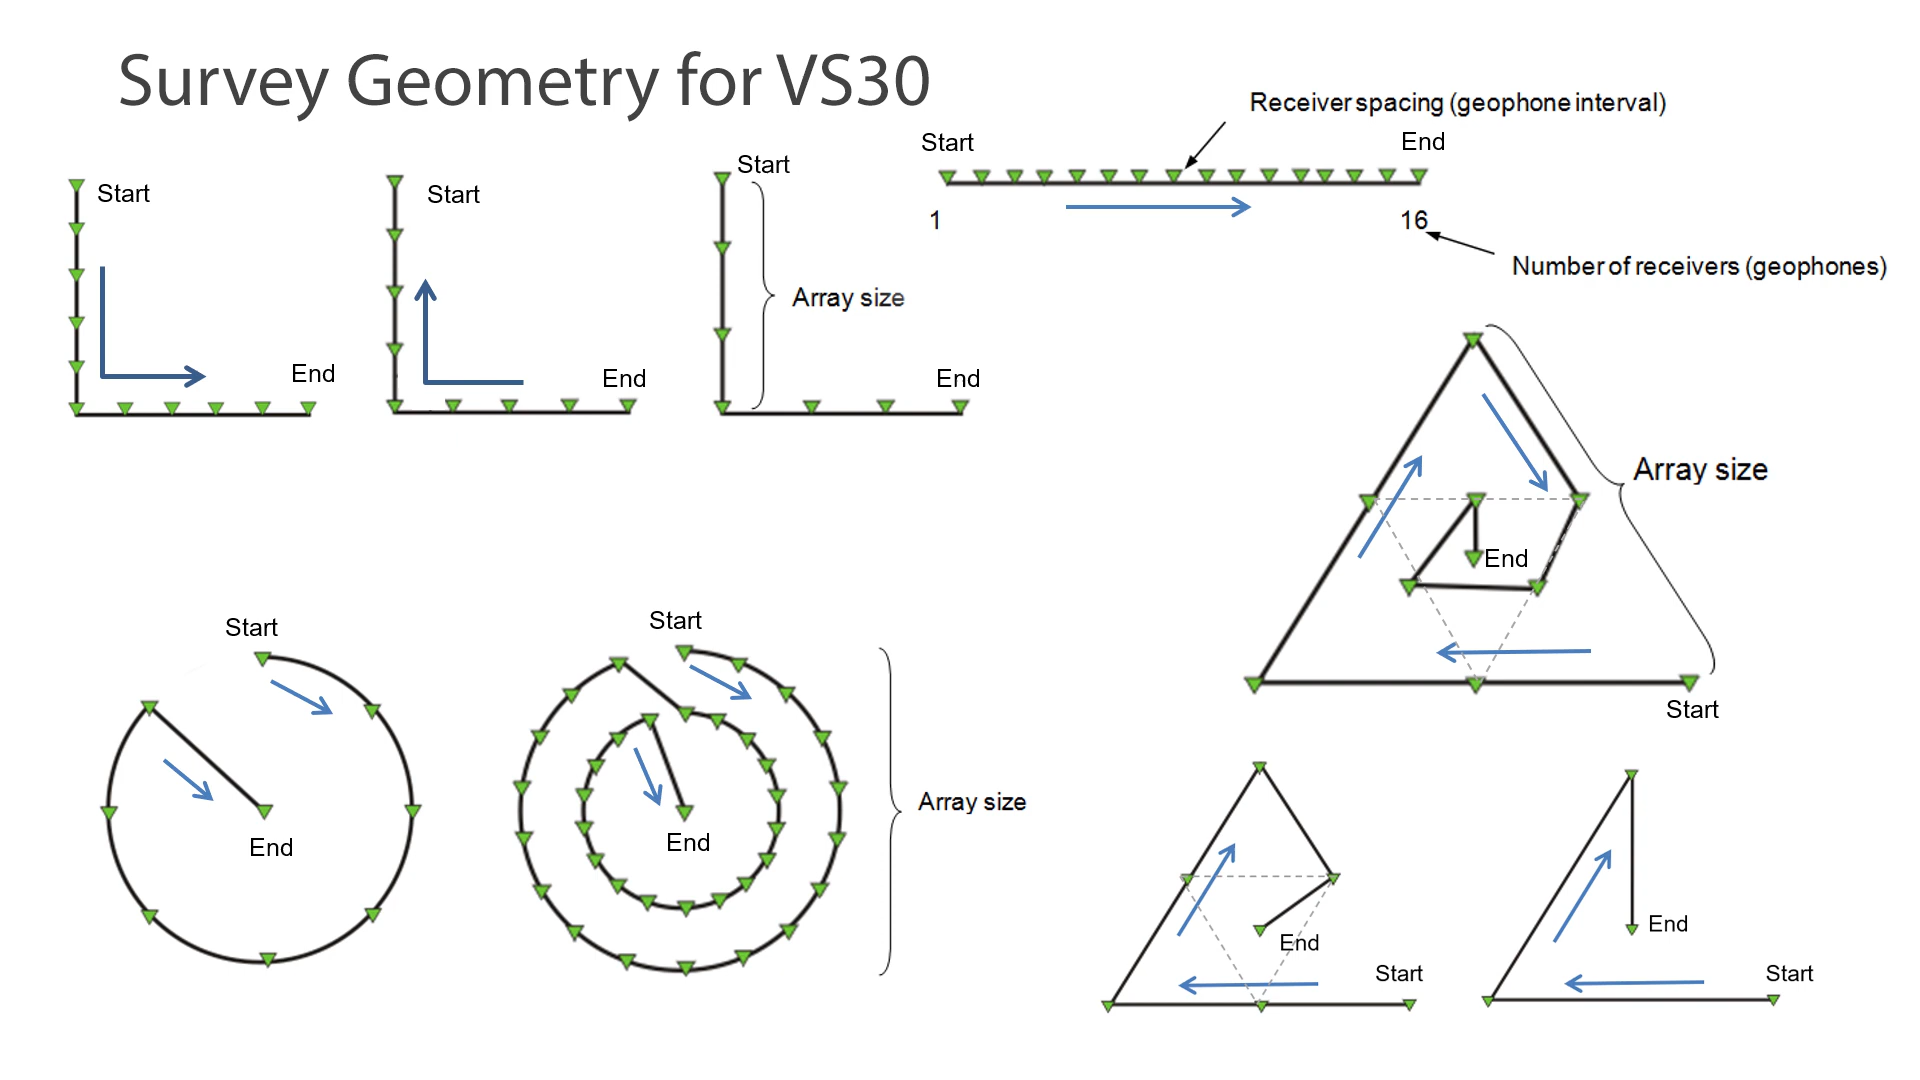 Survey Geometry for VS30
Receiver spacing (geophone interval)
Start
End
1
16
Number of receivers (geophones)
Start
End
Start
End
Start
Array size
End
Array size
End
Start
Start
End
Start
End
Array size
End
Start
End
Start